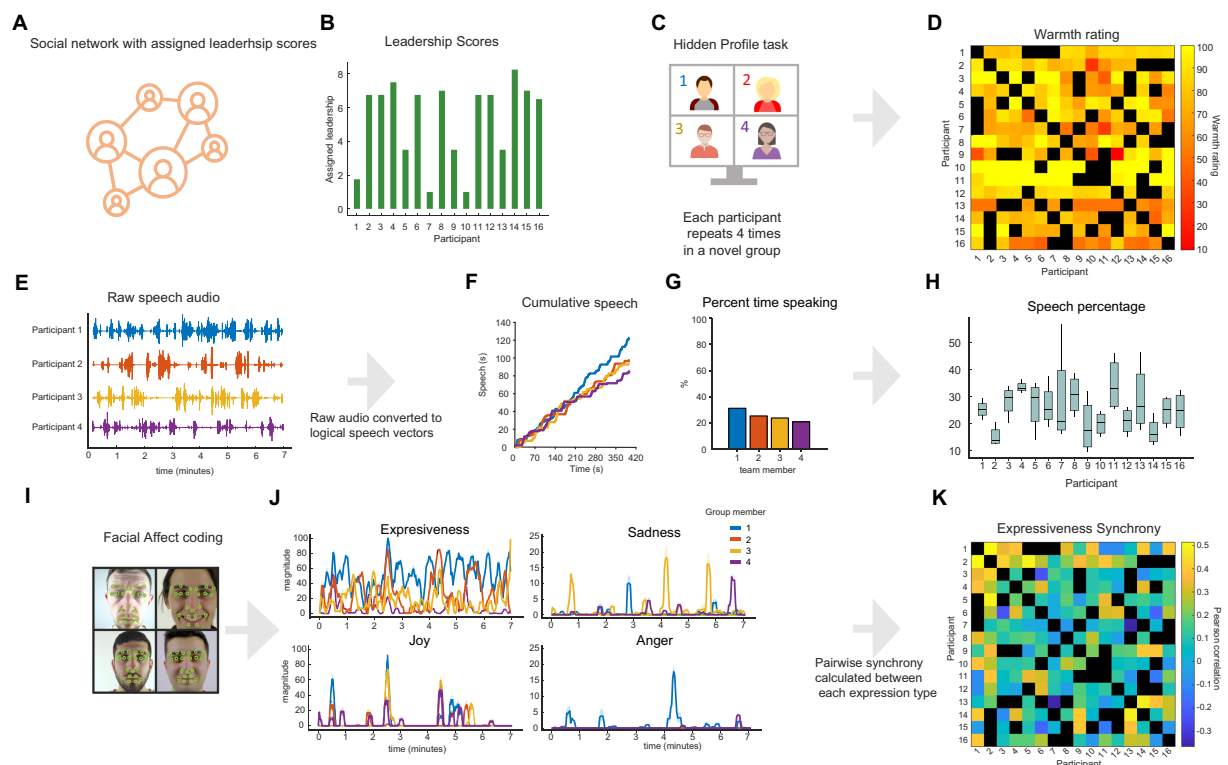 A
Social network with assigned leaderhsip scores
B
Leadership Scores
Assigned leadership
8
6
4
2
0
1 2 3 4 5 6 7 8 9 10 11 12 13 14 15 16
Participant
C
Hidden Profile task
1
2
3
4
Each participant
repeats 4 times
in a novel group
D
Warmth rating
Participant
1
2
3
4
5
6
7
8
9
10
11
12
13
14
15
16
1 2 3 4 5 6 7 8 9 10 11 12 13 14 15 16
Participant
100
90
80
70
60
50
40
30
20
10
Warmth rating
E
Raw speech audio
Participant 1
Participant 2
Participant 3
Participant 4
0 1 2 3 4 5 6 7
time (minutes)
Raw audio converted to
logical speech vectors
F
Cumulative speech
Speech (s)
140
120
100
80
60
40
20
0
0 70 140 210 280 350 420
Time (s)
G
Percent time speaking
%
100
80
60
40
20
0
1 2 3 4
team member
H
Speech percentage
50
40
30
20
10
1 2 3 4 5 6 7 8 9 10 11 12 13 14 15 16
Participant
I
Facial Affect coding
J
Group member
1
2
3
4
Expresiveness
magnitude
100
80
60
40
20
0
0 1 2 3 4 5 6 7
Sadness
25
20
15
10
5
0
0 1 2 3 4 5 6 7
Joy
magnitude
100
80
60
40
20
0
0 1 2 3 4 5 6 7
time (minutes)
Anger
25
20
15
10
5
0
0 1 2 3 4 5 6 7
time (minutes)
Pairwise synchrony
calculated between
each expression type
K
Expressiveness Synchrony
Participant
1
2
3
4
5
6
7
8
9
10
11
12
13
14
15
16
1 2 3 4 5 6 7 8 9 10 11 12 13 14 15 16
Participant
0.5
0.4
0.3
0.2
0.1
0
-0.1
-0.2
-0.3
Pearson correlation